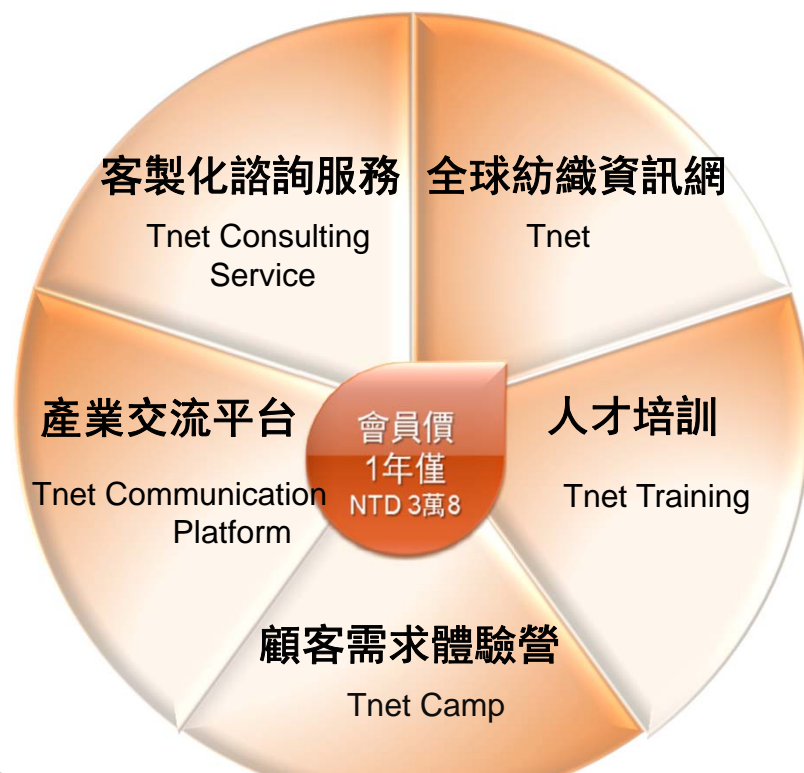 客製化諮詢服務
Tnet Consulting
Service
全球紡織資訊網
Tnet
產業交流平台
Tnet Communication
Platform
會員價
1年僅
NTD 3萬8
人才培訓
Tnet Training
顧客需求體驗營
Tnet Camp